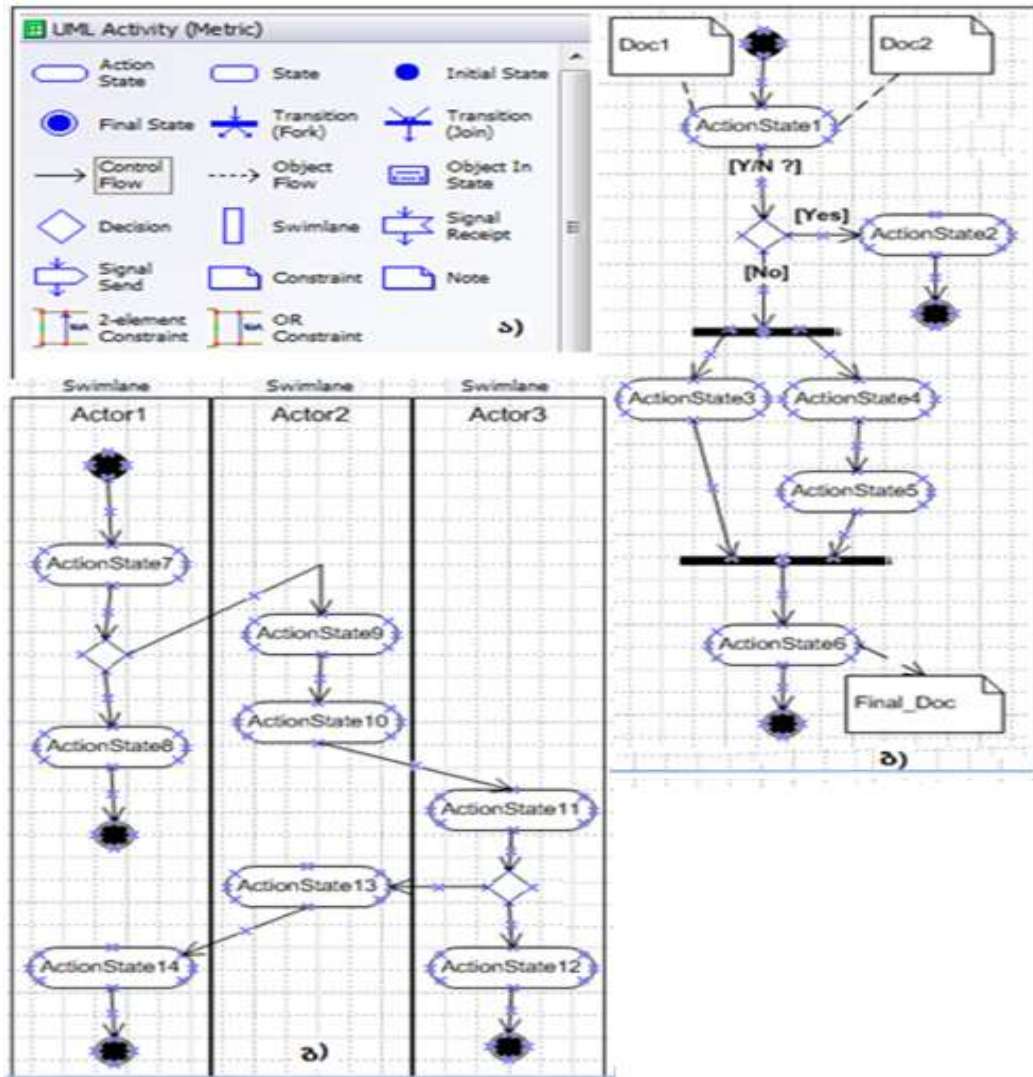 UML Activity (Metric)
Action State
State
Initial State
Final State
Transition (Fork)
Transition (Join)
Control Flow
Object Flow
Object In State
Decision
Swimlane
Signal Receipt
Signal Send
Constraint
Note
2-element Constraint
OR Constraint
ა)
Doc1
Doc2
ActionState1
[Y/N ?]
[Yes]
ActionState2
[No]
ActionState3
ActionState4
ActionState5
ActionState6
Final_Doc
ბ)
Swimlane
Swimlane
Swimlane
Actor1
Actor2
Actor3
ActionState7
ActionState9
ActionState10
ActionState8
ActionState11
ActionState13
ActionState14
ActionState12
გ)